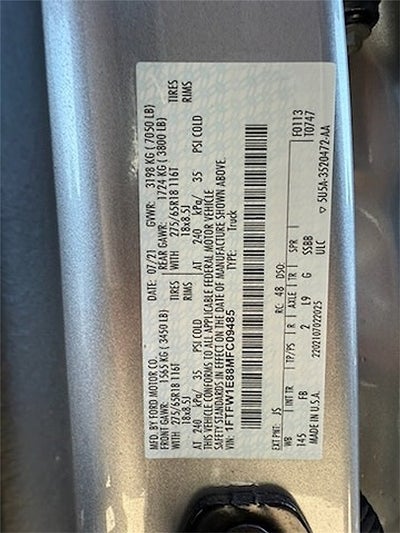 MFD. BY FORD MOTOR CO.
DATE: 07/21 GVWR: 3198 KG ( 7050 LB)
FRONT GAWR: 1565 KG ( 3450 LB) REAR GAWR: 1724 KG ( 3800 LB)
275/65R18 116T TIRES WITH 275/65R18 116T TIRES
18x8.5J RIMS 18x8.5J RIMS
AT 240 kPa/ 35 PSI COLD AT 240 kPa/ 35 PSI COLD
THIS VEHICLE CONFORMS TO ALL APPLICABLE FEDERAL MOTOR VEHICLE
SAFETY STANDARDS IN EFFECT ON THE DATE OF MANUFACTURE SHOWN ABOVE.
VIN: 1FTFW1E88MFC09485 TYPE: Truck
F0113
T0747
EXT PNT: JS RC: 48 DSO:
WB INT TR TP/PS R AXLE TR SPR
145 FB 2 L9 G SSBB
MADE IN U.S.A. 2202107022025 ULC
▽ 5U5A-3520472-AA